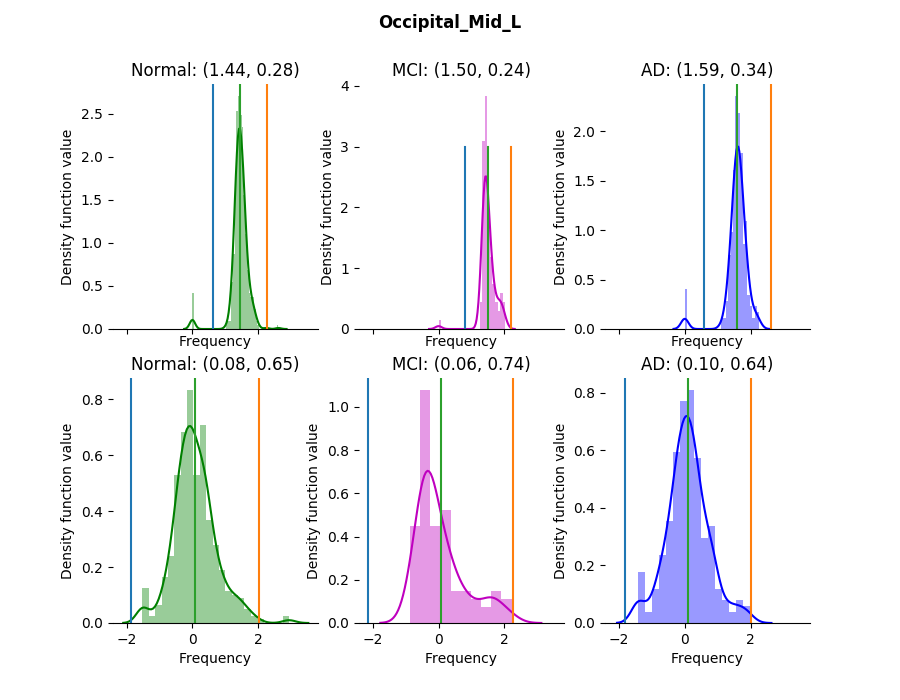 Occipital_Mid_L
Normal: (1.44, 0.28)
MCI: (1.50, 0.24)
AD: (1.59, 0.34)
Density function value
2.5
2.0
1.5
1.0
0.5
0.0
Frequency
Density function value
4
3
2
1
0
Frequency
Density function value
2.0
1.5
1.0
0.5
0.0
Frequency
Normal: (0.08, 0.65)
MCI: (0.06, 0.74)
AD: (0.10, 0.64)
Density function value
0.8
0.6
0.4
0.2
0.0
−2 0 2
Frequency
Density function value
1.0
0.8
0.6
0.4
0.2
0.0
−2 0 2
Frequency
Density function value
0.8
0.6
0.4
0.2
0.0
−2 0 2
Frequency